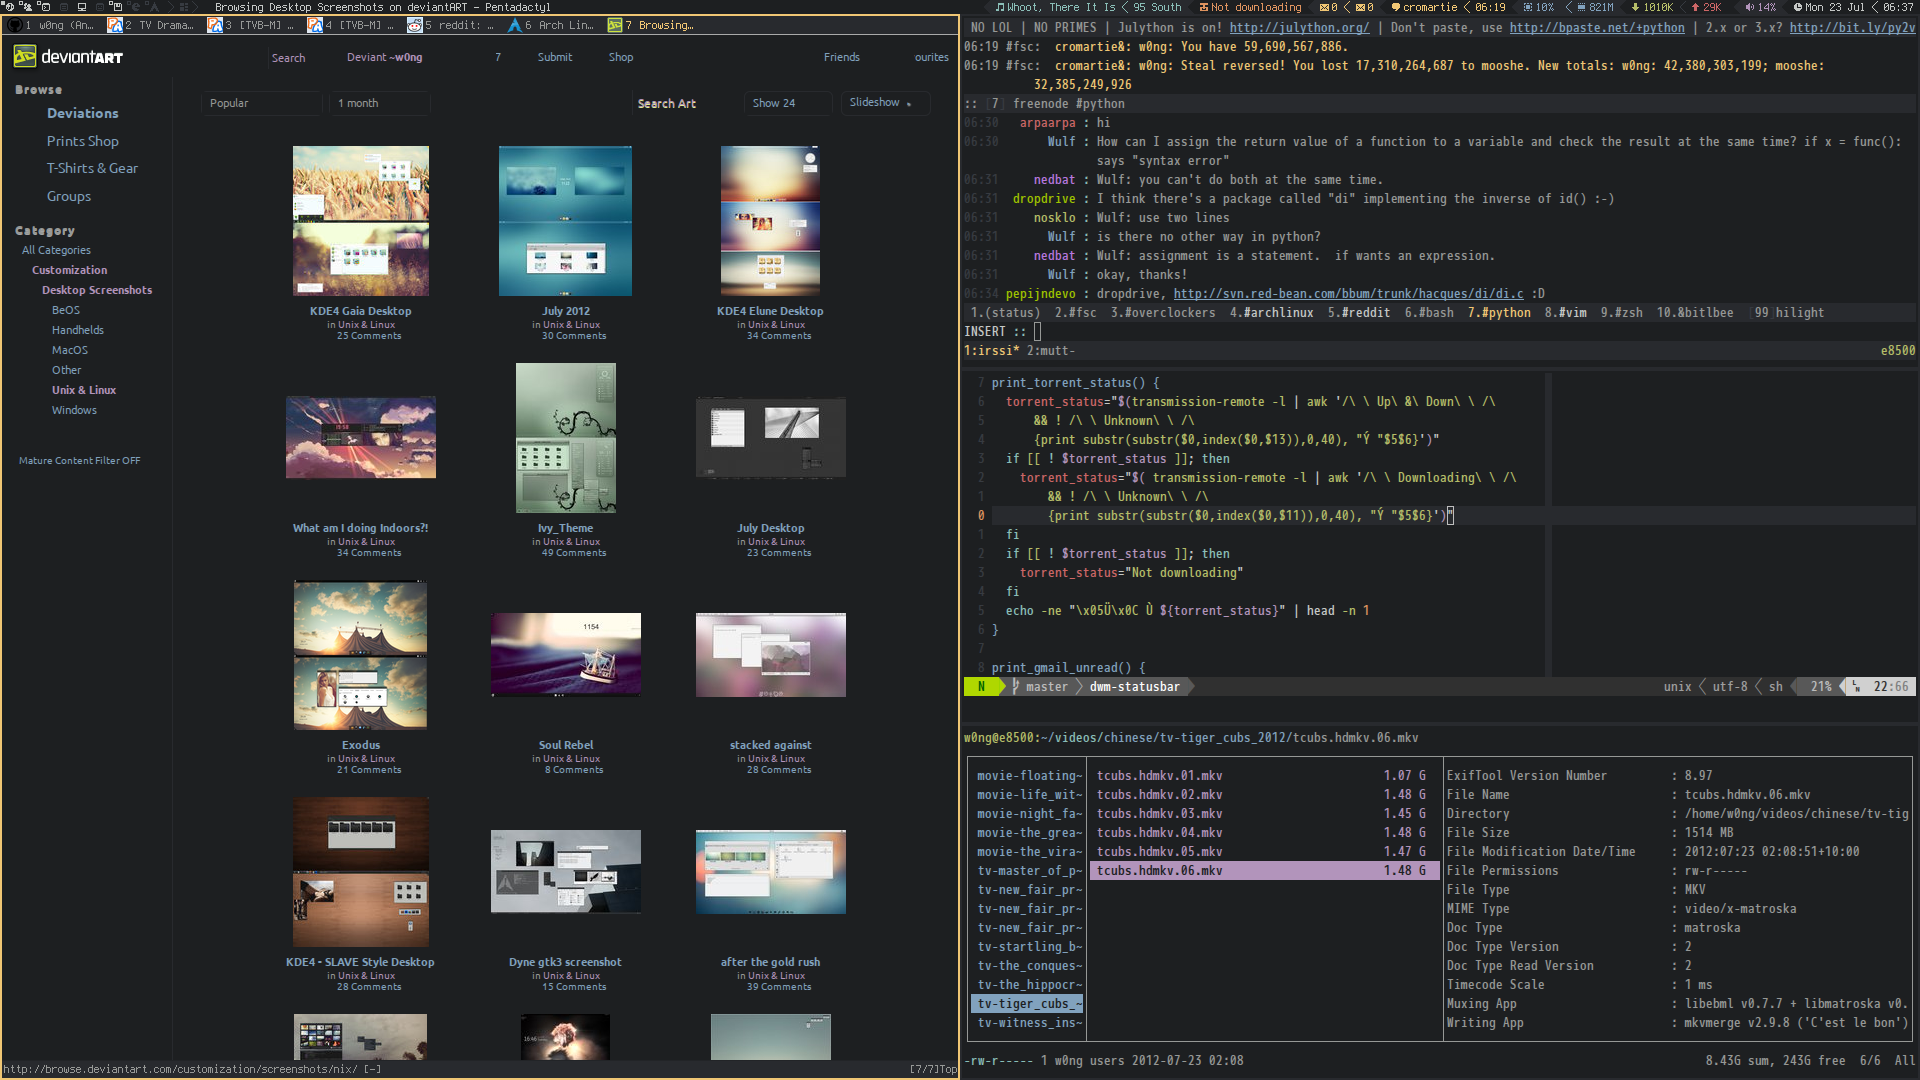 Browsing Desktop Screenshots on deviantART - Pentadactyl
Whoot, There It Is
95 South
Not downloading
0
0
cromartie
06:19
10%
821M
1010K
29K
14%
Mon 23 Jul
06:37
1 w0ng (An…
2 TV Drama…
3 [TVB-M] …
4 [TVB-M] …
5 reddit: …
6 Arch Lin…
7 Browsing…
deviantART
Search
Deviant ~w0ng
7
Submit
Shop
Friends
ourites
Browse
Deviations
Prints Shop
T-Shirts & Gear
Groups
Category
All Categories
Customization
Desktop Screenshots
BeOS
Handhelds
MacOS
Other
Unix & Linux
Windows
Mature Content Filter OFF
Popular
1 month
Search Art
Show 24
Slideshow
KDE4 Gaia Desktop
in Unix & Linux
25 Comments
July 2012
in Unix & Linux
30 Comments
KDE4 Elune Desktop
in Unix & Linux
34 Comments
What am I doing Indoors?!
in Unix & Linux
34 Comments
Ivy_Theme
in Unix & Linux
49 Comments
July Desktop
in Unix & Linux
23 Comments
Exodus
in Unix & Linux
21 Comments
1154
Soul Rebel
in Unix & Linux
8 Comments
stacked against
in Unix & Linux
28 Comments
KDE4 - SLAVE Style Desktop
in Unix & Linux
28 Comments
Dyne gtk3 screenshot
in Unix & Linux
15 Comments
after the gold rush
in Unix & Linux
39 Comments
http://browse.deviantart.com/customization/screenshots/nix/ [-]
[7/7]Top
NO LOL | NO PRIMES | Julython is on! http://julython.org/ | Don't paste, use http://bpaste.net/+python | 2.x or 3.x? http://bit.ly/py2v
06:19 #fsc: cromartie&: w0ng: You have 59,690,567,886.
06:19 #fsc: cromartie&: w0ng: Steal reversed! You lost 17,310,264,687 to mooshe. New totals: w0ng: 42,380,303,199; mooshe:
32,385,249,926
:: [7] freenode #python
06:30 arpaarpa : hi
06:30 Wulf : How can I assign the return value of a function to a variable and check the result at the same time? if x = func():
says "syntax error"
06:31 nedbat : Wulf: you can't do both at the same time.
06:31 dropdrive : I think there's a package called "di" implementing the inverse of id() :-)
06:31 nosklo : Wulf: use two lines
06:31 Wulf : is there no other way in python?
06:31 nedbat : Wulf: assignment is a statement.  if wants an expression.
06:31 Wulf : okay, thanks!
06:34 pepijndevo : dropdrive, http://svn.red-bean.com/bbum/trunk/hacques/di/di.c :D
1.(status) 2.#fsc 3.#overclockers 4.#archlinux 5.#reddit 6.#bash 7.#python 8.#vim 9.#zsh 10.&bitlbee [99]hilight
INSERT ::
1:irssi* 2:mutt-
e8500
7 print_torrent_status() {
6 torrent_status="$(transmission-remote -l | awk '/\ \ Up\ &\ Down\ \ /\
5 && ! /\ \ Unknown\ \ /\
4 {print substr(substr($0,index($0,$13)),0,40), "Ý "$5$6}')"
3 if [[ ! $torrent_status ]]; then
2 torrent_status="$( transmission-remote -l | awk '/\ \ Downloading\ \ /\
1 && ! /\ \ Unknown\ \ /\
0 {print substr(substr($0,index($0,$11)),0,40), "Ý "$5$6}')"
1 fi
2 if [[ ! $torrent_status ]]; then
3 torrent_status="Not downloading"
4 fi
5 echo -ne "\x05Ü\x0C Ù ${torrent_status}" | head -n 1
6 }
7
8 print_gmail_unread() {
N master dwm-statusbar
unix utf-8 sh 21% 22:66
w0ng@e8500:~/videos/chinese/tv-tiger_cubs_2012/tcubs.hdmkv.06.mkv
movie-floating~
movie-life_wit~
movie-night_fa~
movie-the_grea~
movie-the_vira~
tv-master_of_p~
tv-new_fair_pr~
tv-new_fair_pr~
tv-new_fair_pr~
tv-startling_b~
tv-the_conques~
tv-the_hippocr~
tv-tiger_cubs_~
tv-witness_ins~
tcubs.hdmkv.01.mkv 1.07 G
tcubs.hdmkv.02.mkv 1.48 G
tcubs.hdmkv.03.mkv 1.45 G
tcubs.hdmkv.04.mkv 1.48 G
tcubs.hdmkv.05.mkv 1.47 G
tcubs.hdmkv.06.mkv 1.48 G
ExifTool Version Number : 8.97
File Name : tcubs.hdmkv.06.mkv
Directory : /home/w0ng/videos/chinese/tv-tig
File Size : 1514 MB
File Modification Date/Time : 2012:07:23 02:08:51+10:00
File Permissions : rw-r-----
File Type : MKV
MIME Type : video/x-matroska
Doc Type : matroska
Doc Type Version : 2
Doc Type Read Version : 2
Timecode Scale : 1 ms
Muxing App : libebml v0.7.7 + libmatroska v0.
Writing App : mkvmerge v2.9.8 ('C'est le bon')
-rw-r----- 1 w0ng users 2012-07-23 02:08
8.43G sum, 243G free 6/6 All